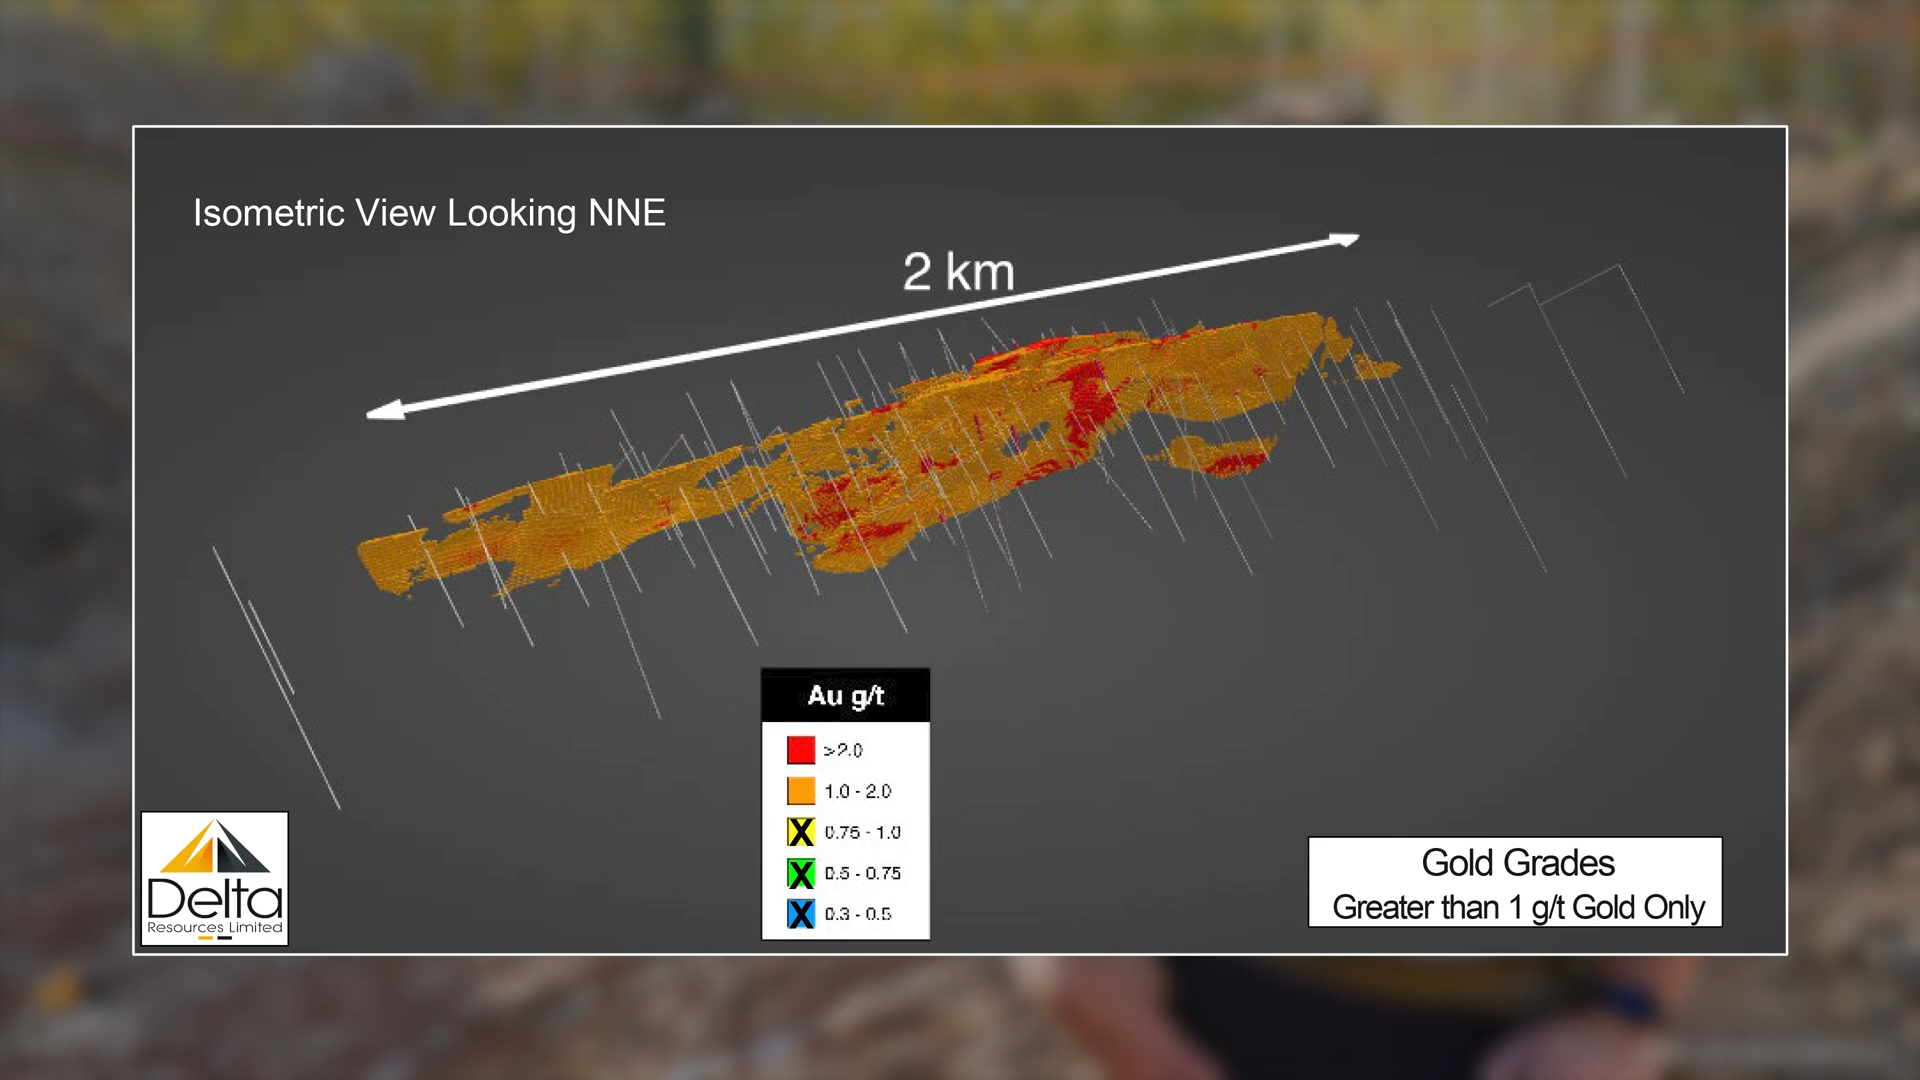 Isometric View Looking NNE
2 km
Au g/t
>2.0
1.0 - 2.0
X 0.75 - 1.0
X 0.5 - 0.75
X 0.3 - 0.5
Delta
Resources Limited
Gold Grades
Greater than 1 g/t Gold Only